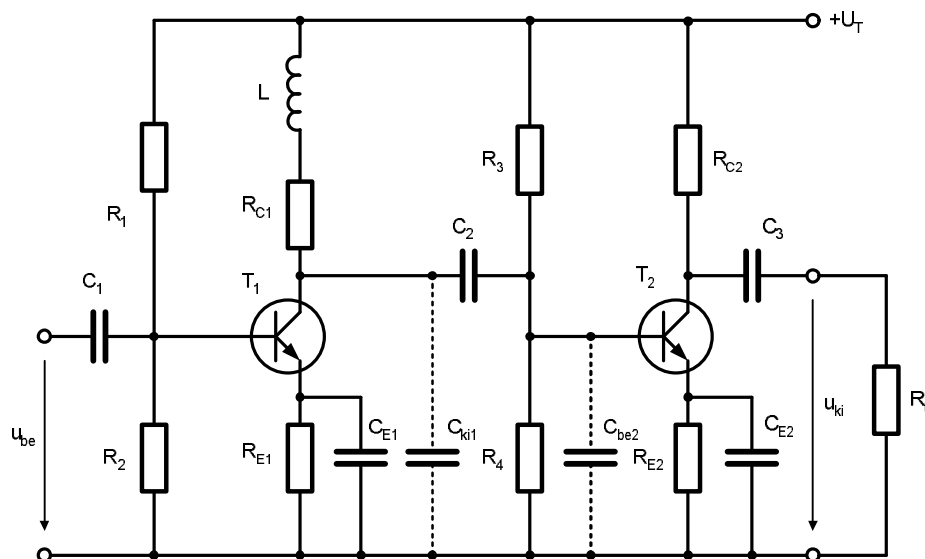 +U_T
L
R_1
R_C1
R_3
R_C2
C_1
T_1
C_2
T_2
C_3
u_be
R_2
R_E1
C_E1
C_ki1
R_4
C_be2
R_E2
C_E2
u_ki
R